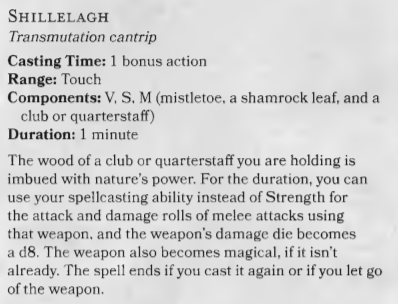 SHILLELAGH
Transmutation cantrip
Casting Time: 1 bonus action
Range: Touch
Components: V, S, M (mistletoe, a shamrock leaf, and a
club or quarterstaff)
Duration: 1 minute
The wood of a club or quarterstaff you are holding is
imbued with nature's power. For the duration, you can
use your spellcasting ability instead of Strength for
the attack and damage rolls of melee attacks using
that weapon, and the weapon's damage die becomes
a d8. The weapon also becomes magical, if it isn't
already. The spell ends if you cast it again or if you let go
of the weapon.